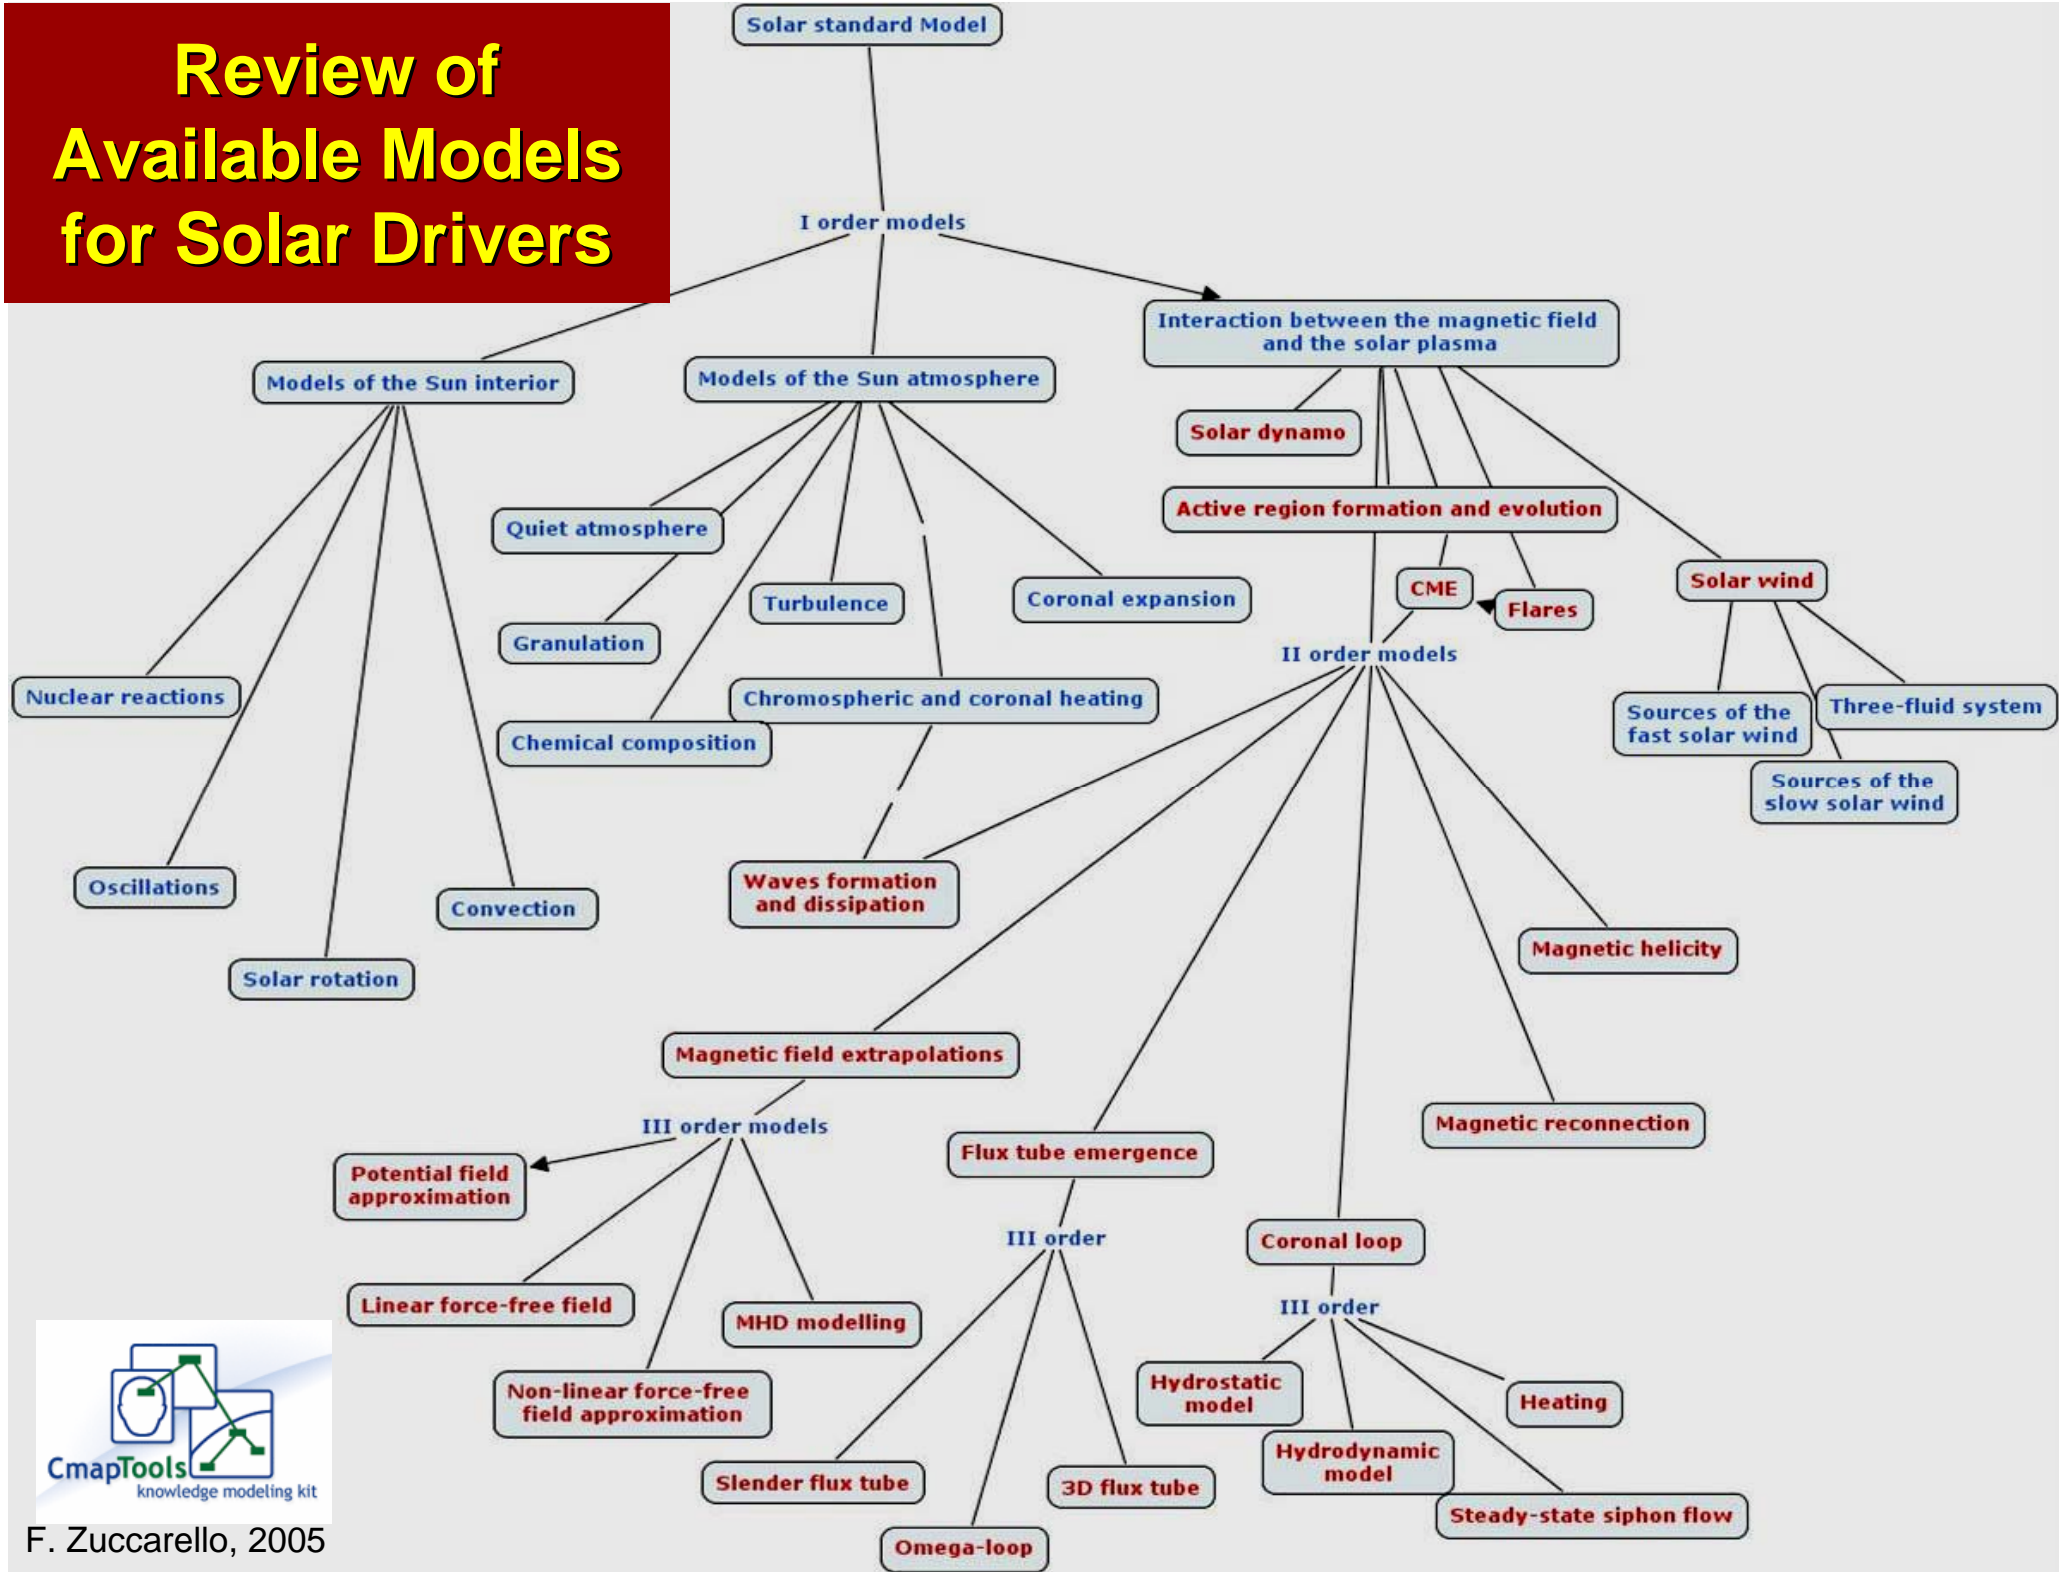 Review of
Available Models
for Solar Drivers
Solar standard Model
I order models
Interaction between the magnetic field
and the solar plasma
Models of the Sun interior
Models of the Sun atmosphere
Solar dynamo
Active region formation and evolution
Quiet atmosphere
CME
Flares
Solar wind
Turbulence
Coronal expansion
Granulation
II order models
Nuclear reactions
Chromospheric and coronal heating
Chemical composition
Sources of the
fast solar wind
Three-fluid system
Sources of the
slow solar wind
Oscillations
Convection
Waves formation
and dissipation
Solar rotation
Magnetic helicity
Magnetic field extrapolations
III order models
Magnetic reconnection
Flux tube emergence
Potential field
approximation
III order
Coronal loop
Linear force-free field
MHD modelling
III order
Non-linear force-free
field approximation
Hydrostatic
model
Heating
Hydrodynamic
model
Slender flux tube
3D flux tube
Steady-state siphon flow
Omega-loop
CmapTools
knowledge modeling kit
F. Zuccarello, 2005